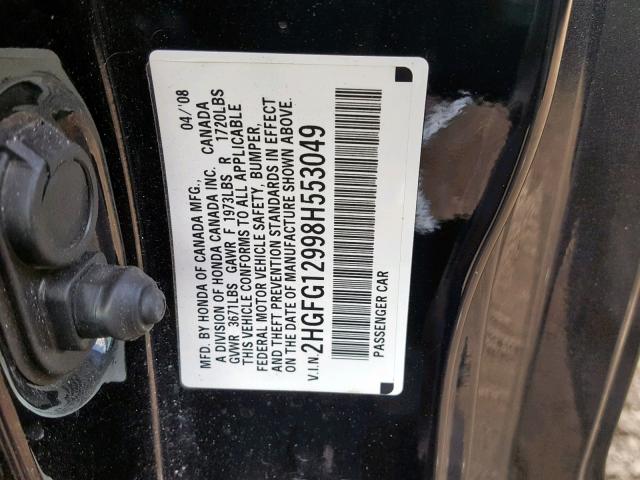 MFD. BY HONDA OF CANADA MFG., 04/'08
A DIVISION OF HONDA CANADA INC. CANADA
GVWR 3671LBS GAWR F 1973LBS R 1720LBS
THIS VEHICLE CONFORMS TO ALL APPLICABLE
FEDERAL MOTOR VEHICLE SAFETY, BUMPER,
AND THEFT PREVENTION STANDARDS IN EFFECT
ON THE DATE OF MANUFACTURE SHOWN ABOVE.
V.I.N. 2HGFG12998H553049
PASSENGER CAR